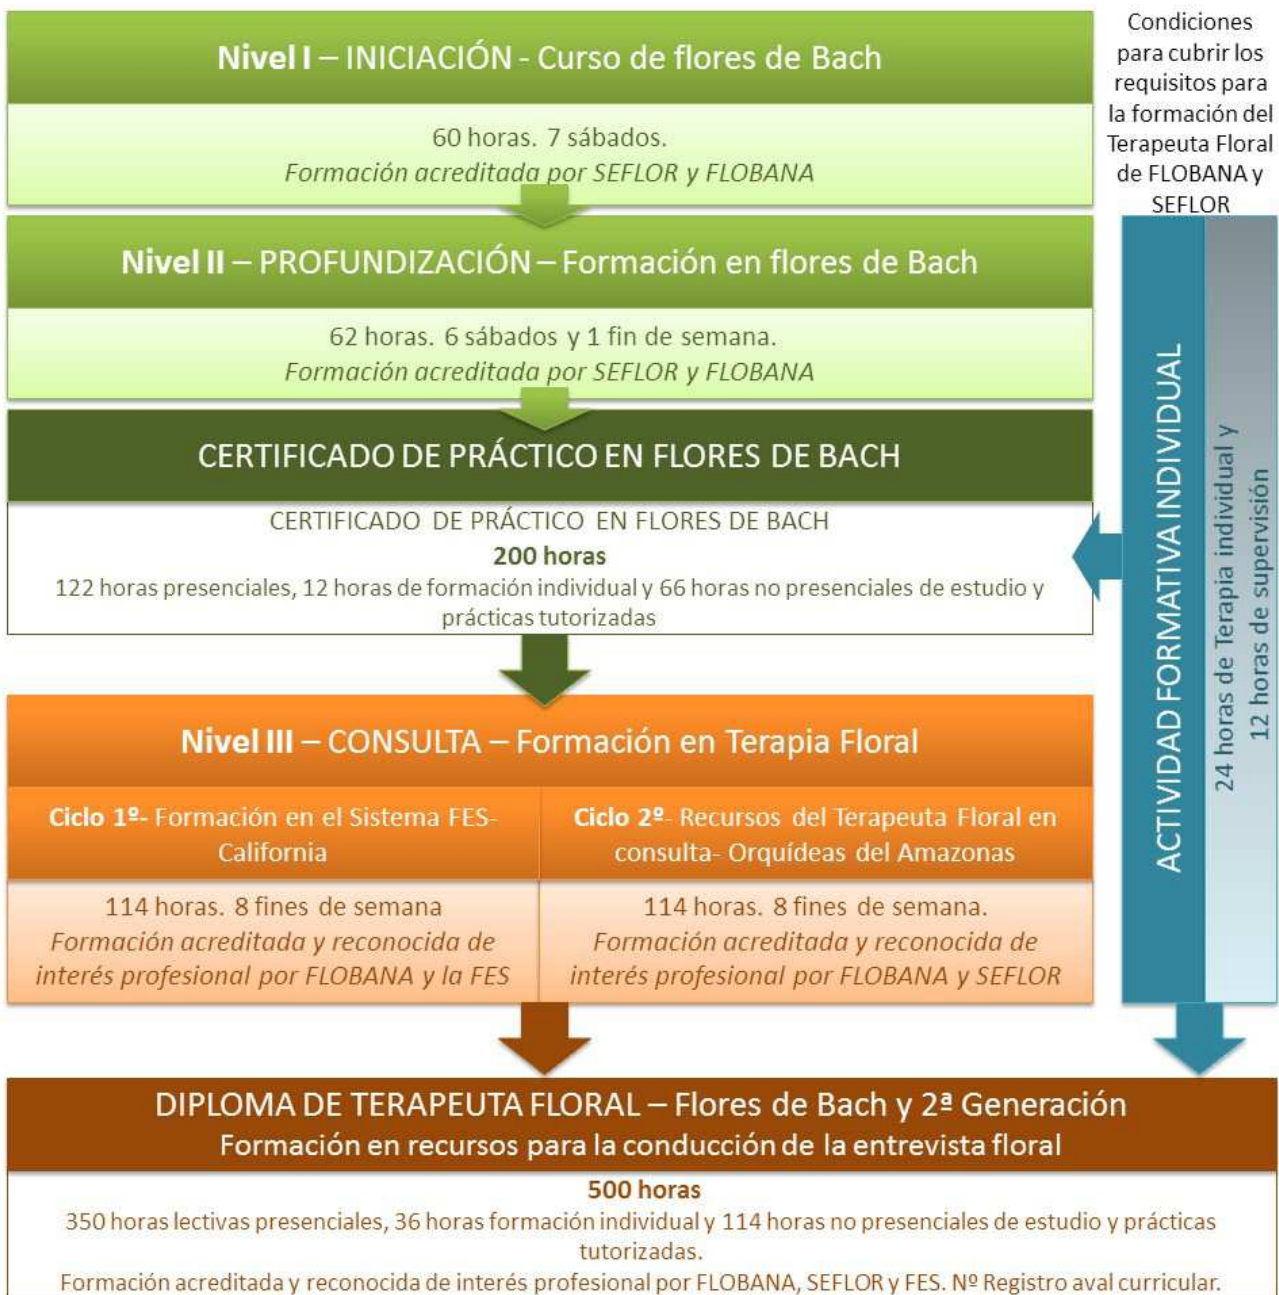 Nivel I – INICIACIÓN - Curso de flores de Bach
60 horas. 7 sábados.
Formación acreditada por SEFLOR y FLOBANA
Nivel II – PROFUNDIZACIÓN – Formación en flores de Bach
62 horas. 6 sábados y 1 fin de semana.
Formación acreditada por SEFLOR y FLOBANA
CERTIFICADO DE PRÁCTICO EN FLORES DE BACH
CERTIFICADO DE PRÁCTICO EN FLORES DE BACH
200 horas
122 horas presenciales, 12 horas de formación individual y 66 horas no presenciales de estudio y
prácticas tutorizadas
Nivel III – CONSULTA – Formación en Terapia Floral
Ciclo 1º- Formación en el Sistema FES-
California
114 horas. 8 fines de semana
Formación acreditada y reconocida de
interés profesional por FLOBANA y la FES
Ciclo 2º- Recursos del Terapeuta Floral en
consulta- Orquídeas del Amazonas
114 horas. 8 fines de semana.
Formación acreditada y reconocida de
interés profesional por FLOBANA y SEFLOR
Condiciones
para cubrir los
requisitos para
la formación del
Terapeuta Floral
de FLOBANA y
SEFLOR
ACTIVIDAD FORMATIVA INDIVIDUAL
24 horas de Terapia individual y
12 horas de supervisión
DIPLOMA DE TERAPEUTA FLORAL – Flores de Bach y 2ª Generación
Formación en recursos para la conducción de la entrevista floral
500 horas
350 horas lectivas presenciales, 36 horas formación individual y 114 horas no presenciales de estudio y prácticas
tutorizadas.
Formación acreditada y reconocida de interés profesional por FLOBANA, SEFLOR y FES. Nº Registro aval curricular.